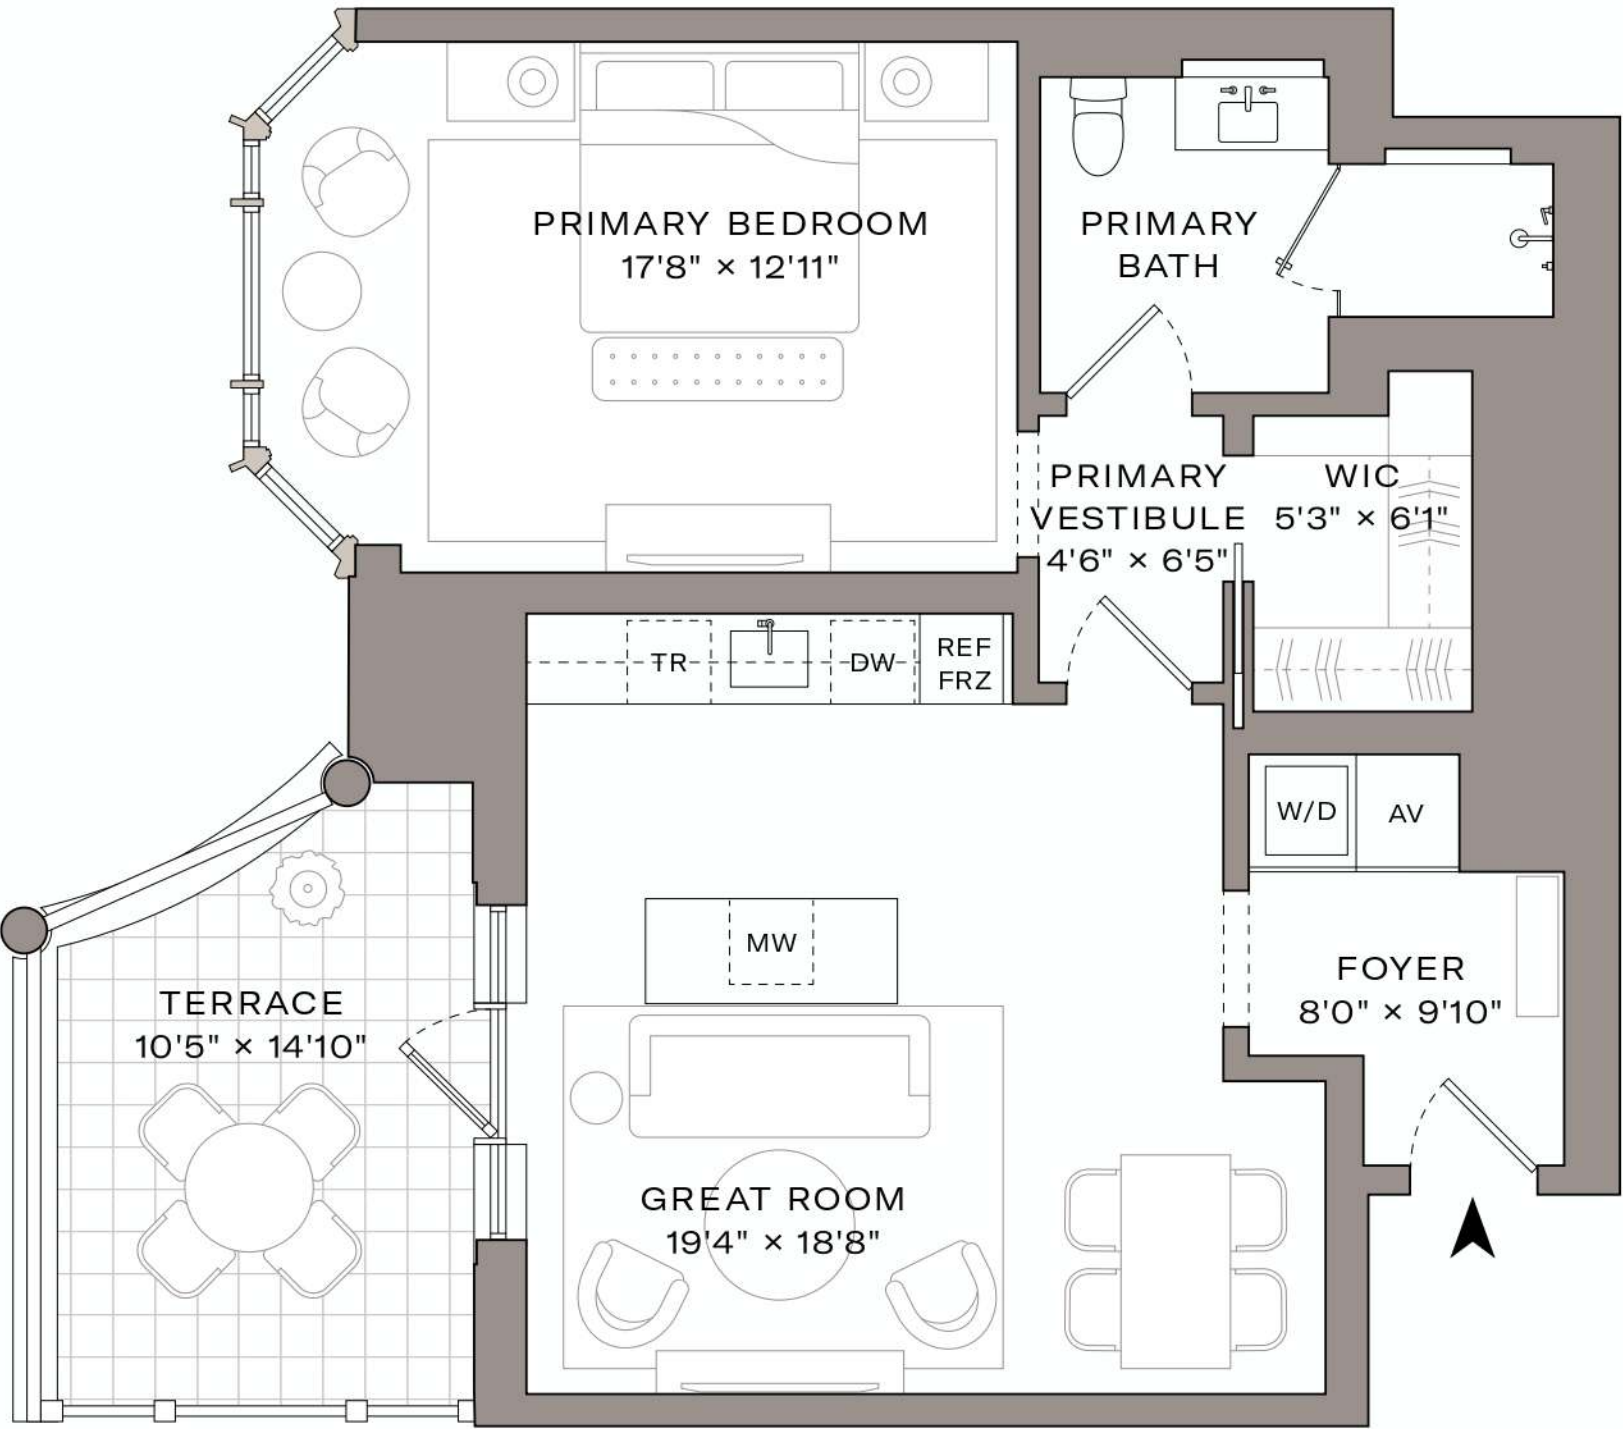 PRIMARY BEDROOM
17'8" × 12'11"
PRIMARY
BATH
PRIMARY
VESTIBULE
4'6" × 6'5"
WIC
5'3" × 6'1"
TR
DW
REF
FRZ
W/D
AV
MW
FOYER
8'0" × 9'10"
TERRACE
10'5" × 14'10"
GREAT ROOM
19'4" × 18'8"